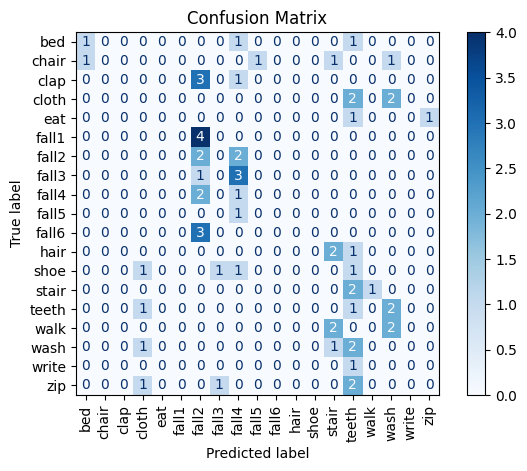 Confusion Matrix
True label
bed 1 0 0 0 0 0 0 0 1 0 0 0 0 0 1 0 0 0 0
chair 1 0 0 0 0 0 0 0 0 1 0 0 0 1 0 0 1 0 0
clap 0 0 0 0 0 0 3 0 1 0 0 0 0 0 0 0 0 0 0
cloth 0 0 0 0 0 0 0 0 0 0 0 0 0 0 2 0 2 0 0
eat 0 0 0 0 0 0 0 0 0 0 0 0 0 0 1 0 0 0 1
fall1 0 0 0 0 0 0 4 0 0 0 0 0 0 0 0 0 0 0 0
fall2 0 0 0 0 0 0 2 0 2 0 0 0 0 0 0 0 0 0 0
fall3 0 0 0 0 0 0 1 0 3 0 0 0 0 0 0 0 0 0 0
fall4 0 0 0 0 0 0 2 0 1 0 0 0 0 0 0 0 0 0 0
fall5 0 0 0 0 0 0 0 0 1 0 0 0 0 0 0 0 0 0 0
fall6 0 0 0 0 0 0 3 0 0 0 0 0 0 0 0 0 0 0 0
hair 0 0 0 0 0 0 0 0 0 0 0 0 0 2 1 0 0 0 0
shoe 0 0 0 1 0 0 0 1 1 0 0 0 0 0 1 0 0 0 0
stair 0 0 0 0 0 0 0 0 0 0 0 0 0 0 2 1 0 0 0
teeth 0 0 0 1 0 0 0 0 0 0 0 0 0 0 1 0 2 0 0
walk 0 0 0 0 0 0 0 0 0 0 0 0 0 2 0 0 2 0 0
wash 0 0 0 1 0 0 0 0 0 0 0 0 0 1 2 0 0 0 0
write 0 0 0 0 0 0 0 0 0 0 0 0 0 0 1 0 0 0 0
zip 0 0 0 1 0 0 0 1 0 0 0 0 0 0 2 0 0 0 0
bed chair clap cloth eat fall1 fall2 fall3 fall4 fall5 fall6 hair shoe stair teeth walk wash write zip
Predicted label
4.0
3.5
3.0
2.5
2.0
1.5
1.0
0.5
0.0